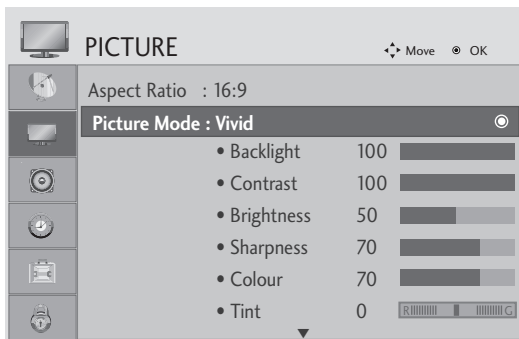 PICTURE
Move OK
Aspect Ratio : 16:9
Picture Mode : Vivid
• Backlight 100
• Contrast 100
• Brightness 50
• Sharpness 70
• Colour 70
• Tint 0 R G